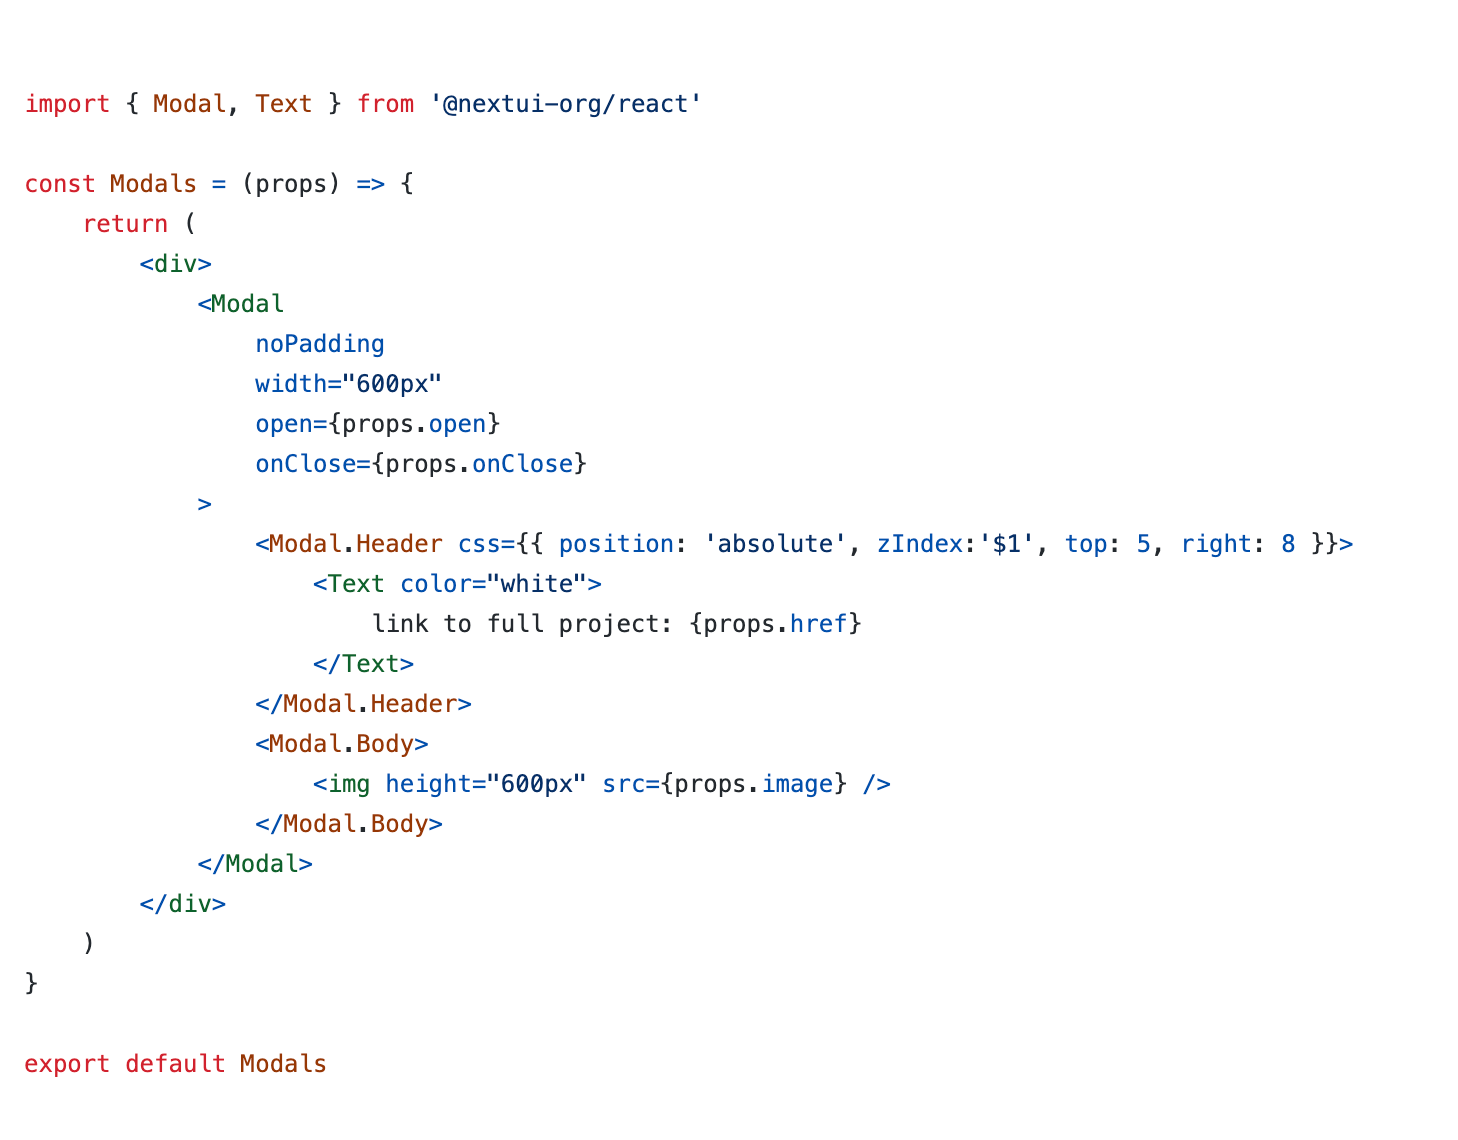 import { Modal, Text } from '@nextui-org/react'

const Modals = (props) => {
    return (
        <div>
            <Modal
                noPadding
                width="600px"
                open={props.open}
                onClose={props.onClose}
            >
                <Modal.Header css={{ position: 'absolute', zIndex:'$1', top: 5, right: 8 }}>
                    <Text color="white">
                        link to full project: {props.href}
                    </Text>
                </Modal.Header>
                <Modal.Body>
                    <img height="600px" src={props.image} />
                </Modal.Body>
            </Modal>
        </div>
    )
}

export default Modals